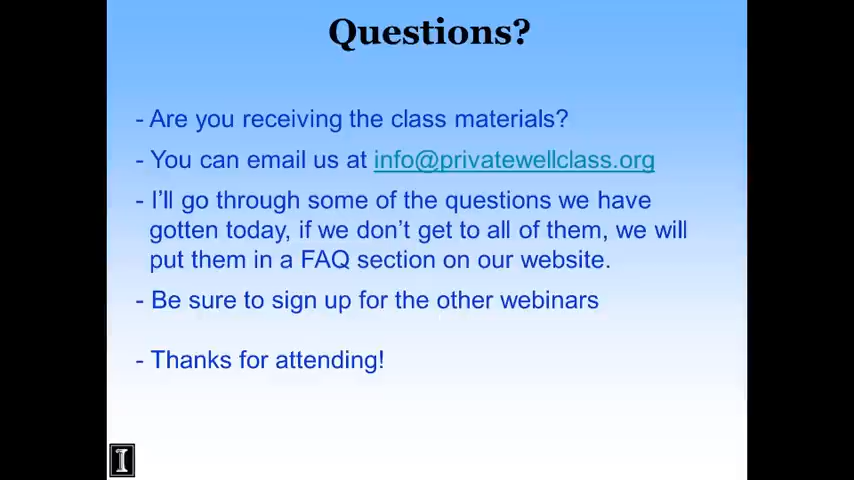 Questions?
- Are you receiving the class materials?
- You can email us at info@privatewellclass.org
- I’ll go through some of the questions we have
gotten today, if we don’t get to all of them, we will
put them in a FAQ section on our website.
- Be sure to sign up for the other webinars
- Thanks for attending!
I